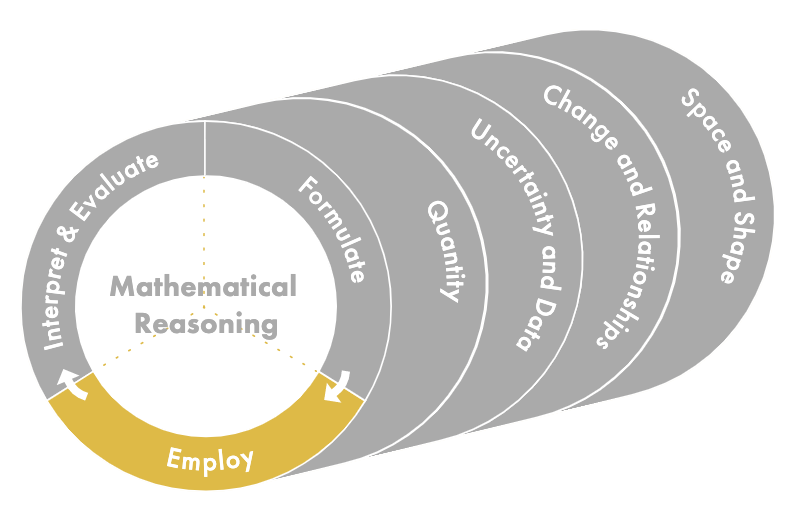 Mathematical
Reasoning
Interpret & Evaluate
Formulate
Employ
Quantity
Uncertainty and Data
Change and Relationships
Space and Shape